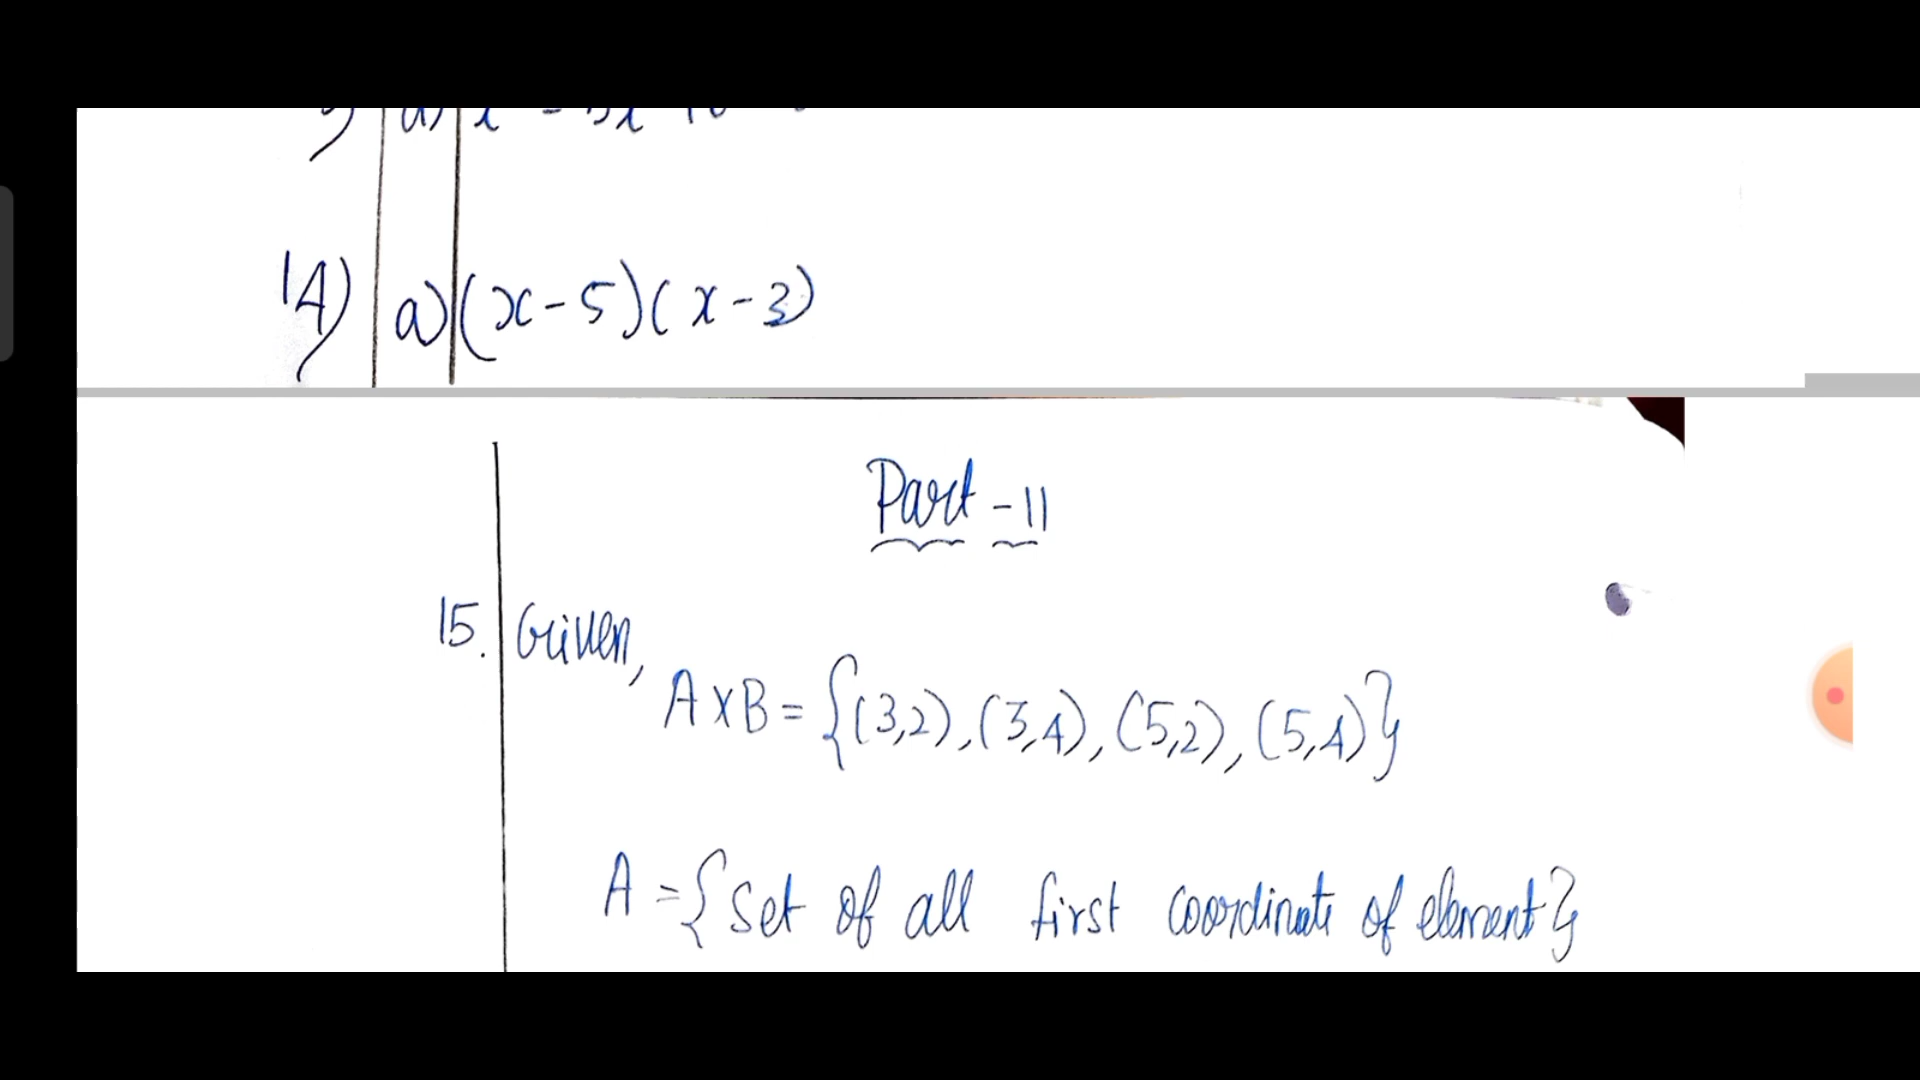 14) a) (x-5)(x-3)
Part - II
15. Given,
A×B = {(3,2), (3,4), (5,2), (5,4)}
A = {Set of all first coordinate of element}